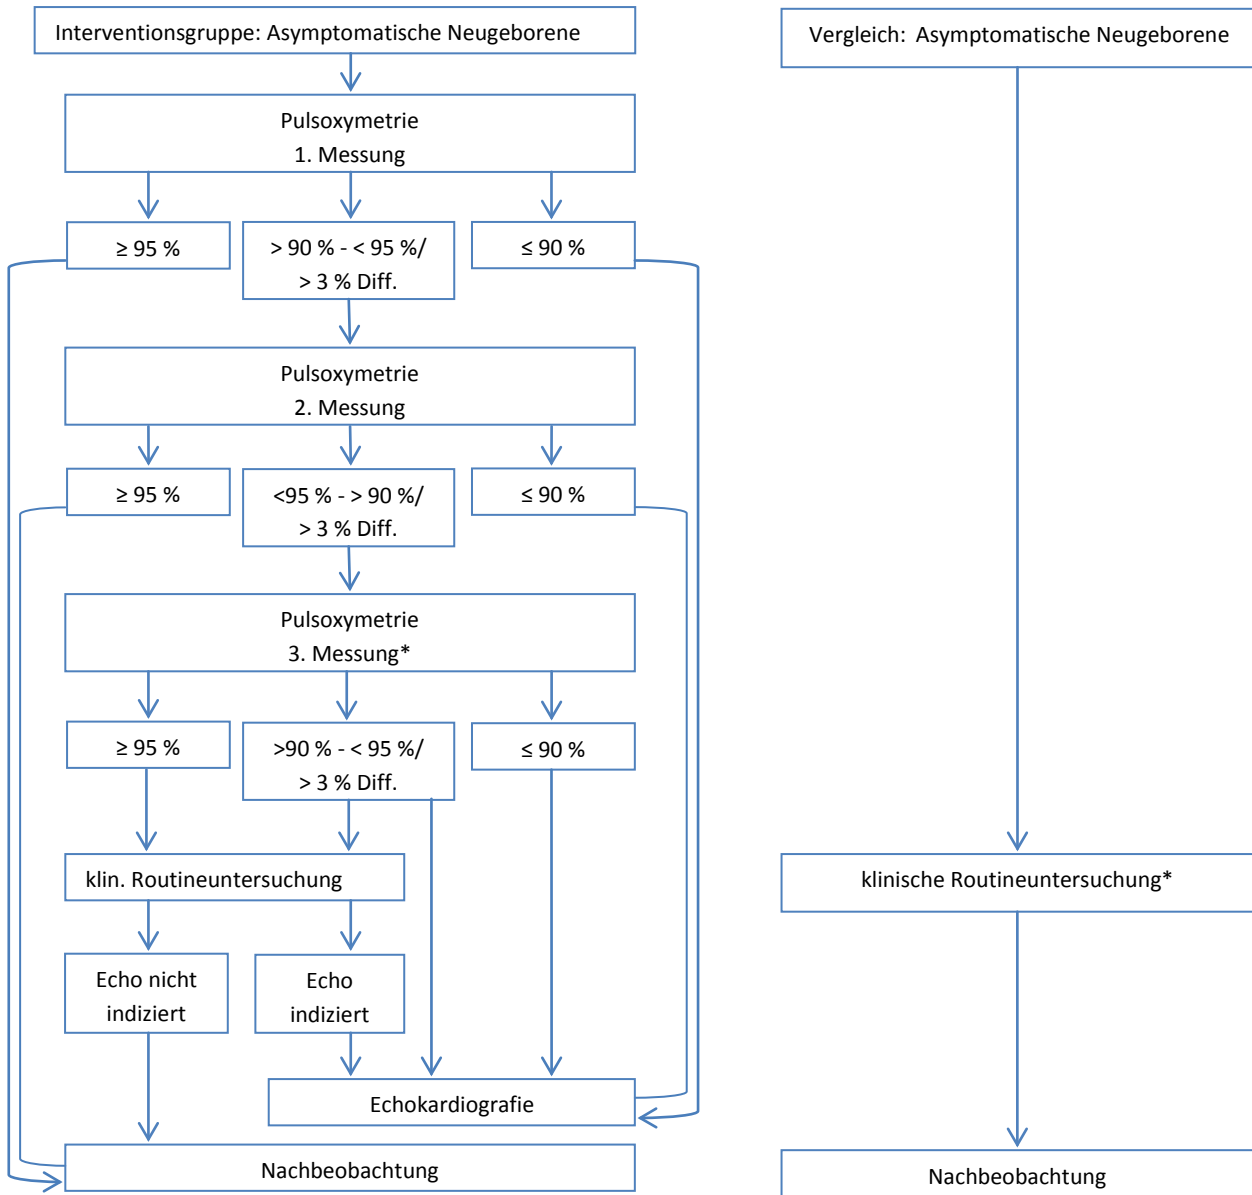 Interventionsgruppe: Asymptomatische Neugeborene
Vergleich: Asymptomatische Neugeborene
Pulsoxymetrie
1. Messung
≥ 95 %
> 90 % - < 95 %/
> 3 % Diff.
≤ 90 %
Pulsoxymetrie
2. Messung
≥ 95 %
<95 % - > 90 %/
> 3 % Diff.
≤ 90 %
Pulsoxymetrie
3. Messung*
≥ 95 %
>90 % - < 95 %/
> 3 % Diff.
≤ 90 %
klin. Routineuntersuchung
klinische Routineuntersuchung*
Echo nicht
indiziert
Echo
indiziert
Echokardiografie
Nachbeobachtung
Nachbeobachtung